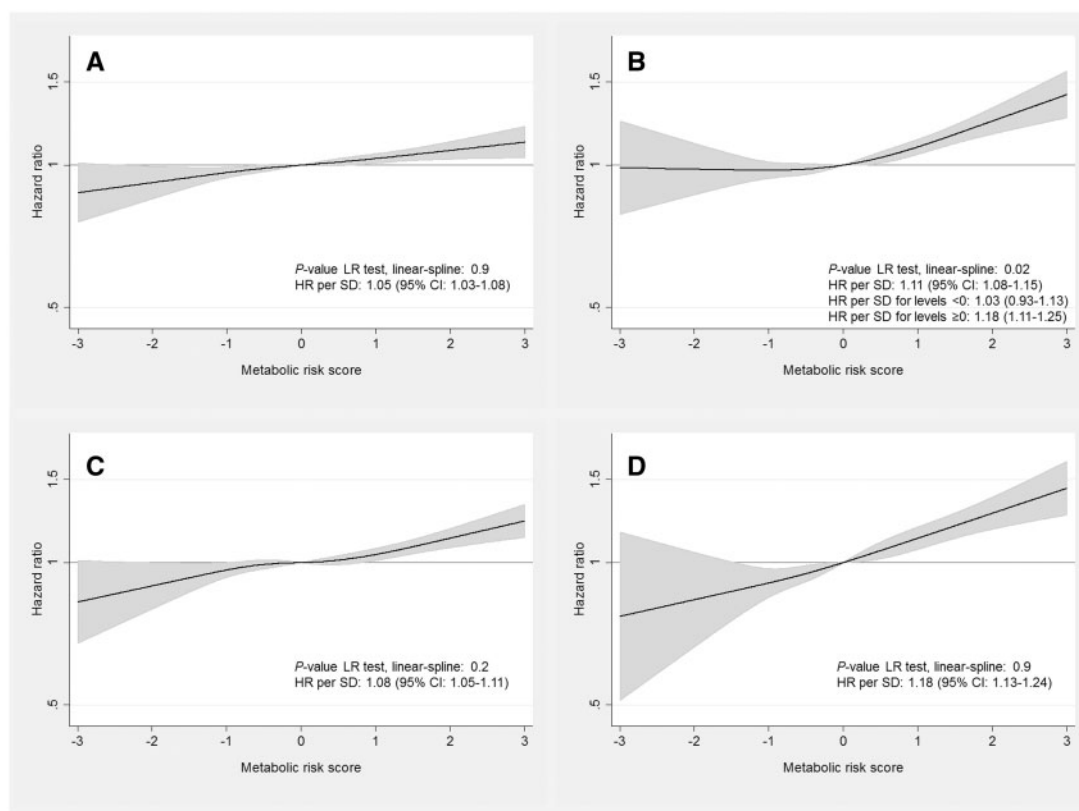 A
Hazard ratio
1.5
1
.5
P-value LR test, linear-spline: 0.9
HR per SD: 1.05 (95% CI: 1.03-1.08)
-3 -2 -1 0 1 2 3
Metabolic risk score
B
Hazard ratio
1.5
1
.5
P-value LR test, linear-spline: 0.02
HR per SD: 1.11 (95% CI: 1.08-1.15)
HR per SD for levels <0: 1.03 (0.93-1.13)
HR per SD for levels ≥0: 1.18 (1.11-1.25)
-3 -2 -1 0 1 2 3
Metabolic risk score
C
Hazard ratio
1.5
1
.5
P-value LR test, linear-spline: 0.2
HR per SD: 1.08 (95% CI: 1.05-1.11)
-3 -2 -1 0 1 2 3
Metabolic risk score
D
Hazard ratio
1.5
1
.5
P-value LR test, linear-spline: 0.9
HR per SD: 1.18 (95% CI: 1.13-1.24)
-3 -2 -1 0 1 2 3
Metabolic risk score